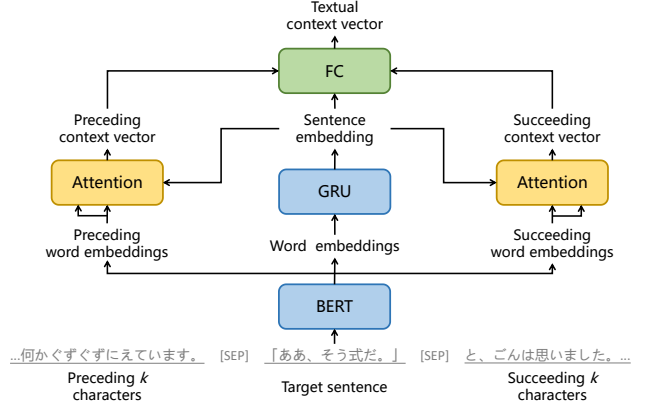 Textual
context vector
FC
Preceding
context vector
Sentence
embedding
Succeeding
context vector
Attention
GRU
Attention
Preceding
word embeddings
Word embeddings
Succeeding
word embeddings
BERT
...何かぐずぐずにえています。 [SEP] 「ああ、そう式だ。」 [SEP] と、ごんは思いました。...
Preceding k
characters
Target sentence
Succeeding k
characters